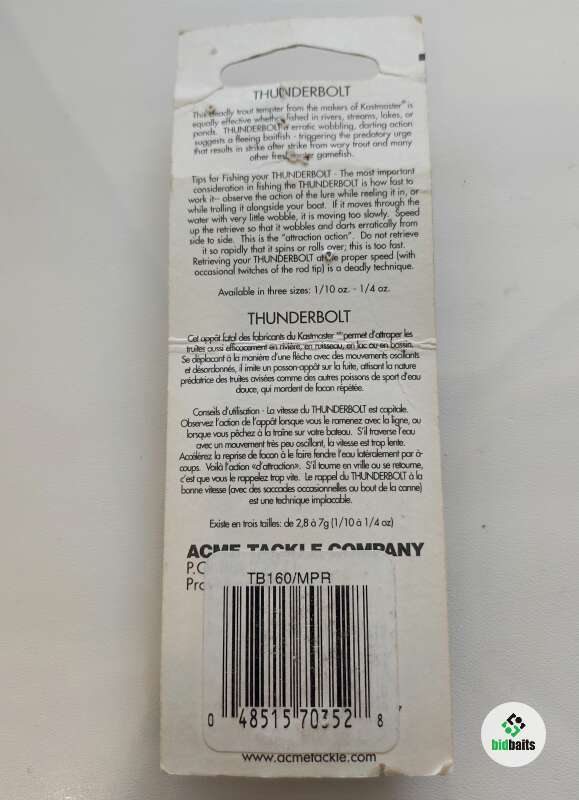 THUNDERBOLT
This deadly trout tempter from the makers of Kastmaster® is
equally effective whether fished in rivers, streams, lakes, or
ponds. THUNDERBOLT's erratic wobbling, darting action
suggests a fleeing baitfish - triggering the predatory urge
that results in strike after strike from wary trout and many
other freshwater gamefish.
Tips for Fishing your THUNDERBOLT - The most important
consideration in fishing the THUNDERBOLT is how fast to
work it— observe the action of the lure while reeling it in, or
while trolling it alongside your boat. If it moves through the
water with very little wobble, it is moving too slowly. Speed
up the retrieve so that it wobbles and darts erratically from
side to side. This is the "attraction action". Do not retrieve
it so rapidly that it spins or rolls over; this is too fast.
Retrieving your THUNDERBOLT at the proper speed (with
occasional twitches of the rod tip) is a deadly technique.
Available in three sizes: 1/10 oz. - 1/4 oz.
THUNDERBOLT
Cet appât fatal des fabricants du Kastmaster permet d'attraper les
truites aussi efficacement en rivière, en ruisseau, en lac ou en bassin.
Se déplaçant à la manière d'une flèche avec des mouvements oscillants
et désordonnés, il imite un posson-appât sur la fuite, attisant la nature
prédatrice des truites avisées comme des autres poissons de sport d'eau
douce, qui mordent de façon répétée.
Conseils d'utilisation - La vitesse du THUNDERBOLT est capitale.
Observez l'action de l'appât lorsque vous le ramenez avec la ligne, ou
lorsque vous pêchez à la traîne sur votre bateau. S'il traverse l'eau
avec un mouvement très peu oscillant, la vitesse est trop lente.
Accélérez la reprise de façon à le faire fendre l'eau latéralement par à-
coups. Voilà l'action «d'attraction». S'il tourne en vrille ou se retourne,
c'est que vous le rappelez trop vite. Le rappel du THUNDERBOLT à la
bonne vitesse (avec des saccades occasionnelles au bout de la canne)
est une technique implacable.
Existe en trois tailles: de 2,8 à 7g (1/10 à 1/4 oz)
ACME TACKLE COMPANY
P.O
Pro
TB160/MPR
0 48515 70352 8
www.acmetackle.com
bidbaits